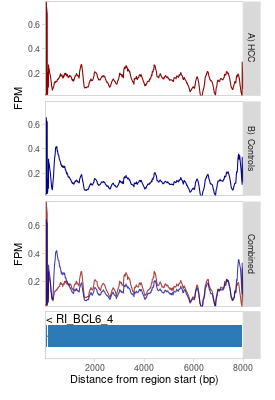 0.6
0.4
0.2
A) HCC
FPM
0.6
0.4
0.2
B) Controls
0.6
0.4
0.2
Combined
FPM
< RI_BCL6_4
2000
4000
6000
8000
Distance from region start (bp)